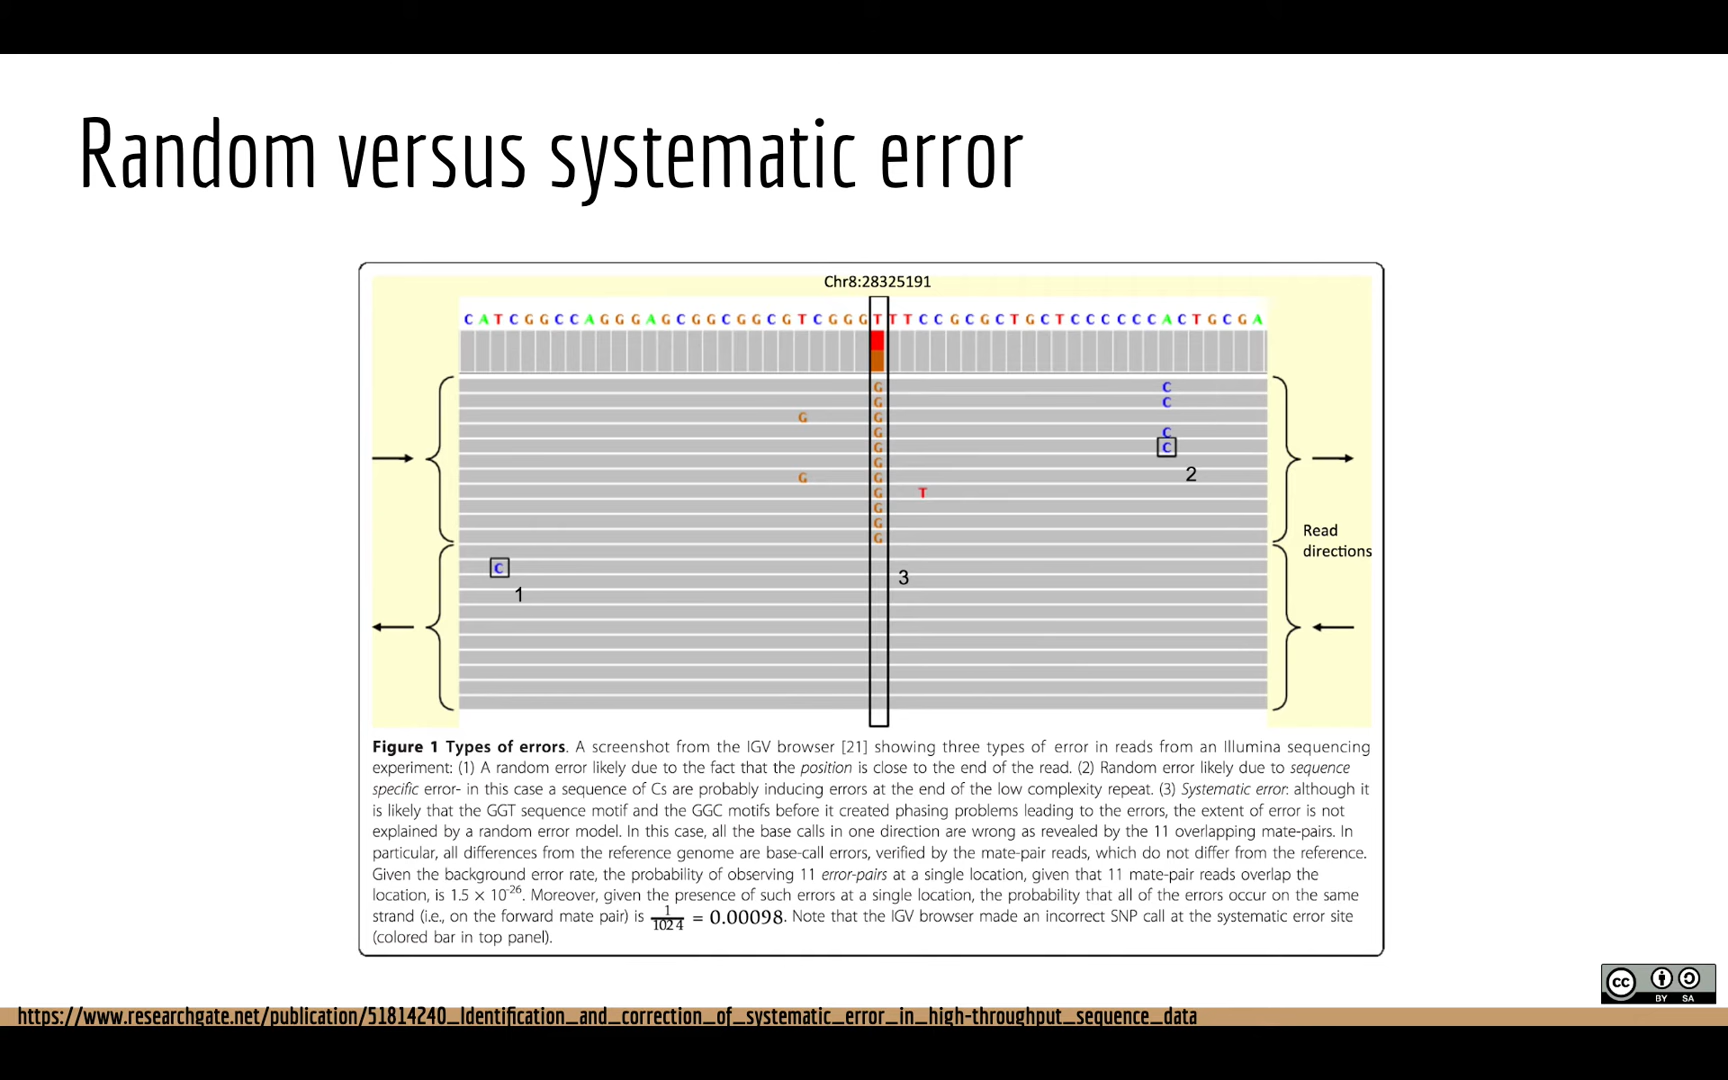 Random versus systematic error
Chr8:28325191
C A T C G G C C A G G G A G C G G C G G C G T C G G G T T T C C G C G C T G C T C C C C C C A C T G C G A
G C
G C
G G
G C
G C
G
G G
2
G T
G
G
G
Read
directions
C
3
1
Figure 1 Types of errors. A screenshot from the IGV browser [21] showing three types of error in reads from an Illumina sequencing
experiment: (1) A random error likely due to the fact that the position is close to the end of the read. (2) Random error likely due to sequence
specific error- in this case a sequence of Cs are probably inducing errors at the end of the low complexity repeat. (3) Systematic error: although it
is likely that the GGT sequence motif and the GGC motifs before it created phasing problems leading to the errors, the extent of error is not
explained by a random error model. In this case, all the base calls in one direction are wrong as revealed by the 11 overlapping mate-pairs. In
particular, all differences from the reference genome are base-call errors, verified by the mate-pair reads, which do not differ from the reference.
Given the background error rate, the probability of observing 11 error-pairs at a single location, given that 11 mate-pair reads overlap the
location, is 1.5 × 10⁻²⁶. Moreover, given the presence of such errors at a single location, the probability that all of the errors occur on the same
strand (i.e., on the forward mate pair) is 1/1024 = 0.00098. Note that the IGV browser made an incorrect SNP call at the systematic error site
(colored bar in top panel).
cc BY SA
https://www.researchgate.net/publication/51814240_Identification_and_correction_of_systematic_error_in_high-throughput_sequence_data